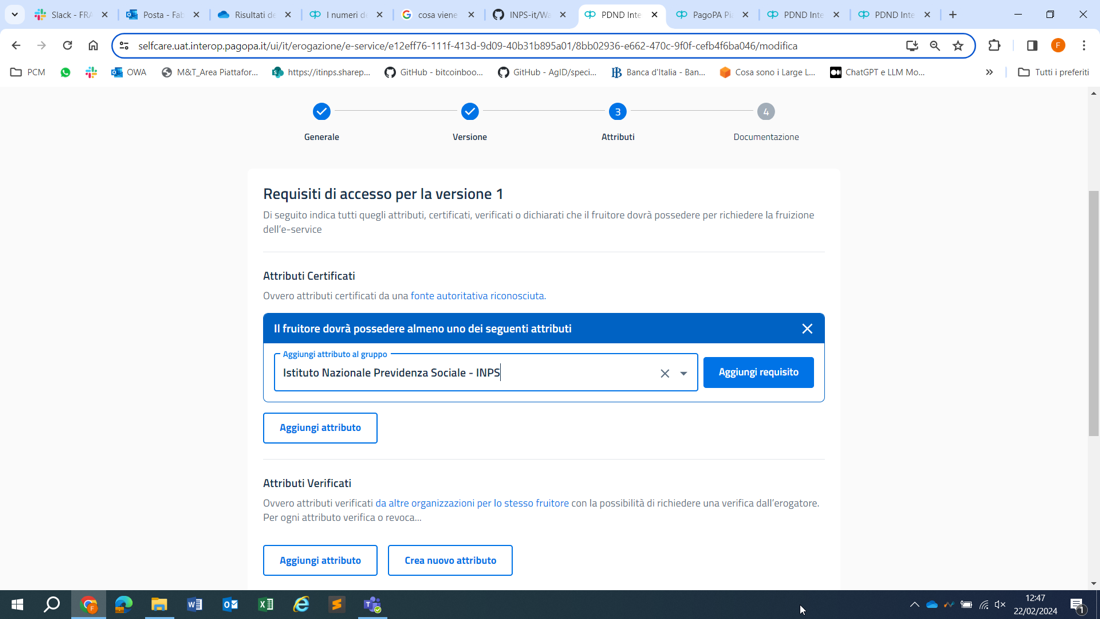 Slack - FRA
Posta - Fal
Risultati de
I numeri de
cosa viene
INPS-it/Wa
PDND Inte
PagoPA Pi
PDND Inte
PDND Inte
selfcare.uat.interop.pagopa.it/ui/it/erogazione/e-service/e12eff76-111f-413d-9d09-40b31b895a01/8bb02936-e662-470c-9f0f-cefb4f6ba046/modifica
F
PCM
OWA
M&T_Area Piattafor...
https://itinps.sharep...
GitHub - bitcoinboo...
GitHub - AgID/speci...
Banca d'Italia - Ban...
Cosa sono i Large L...
ChatGPT e LLM Mo...
Tutti i preferiti
3
4
Generale
Versione
Attributi
Documentazione
Requisiti di accesso per la versione 1
Di seguito indica tutti quegli attributi, certificati, verificati o dichiarati che il fruitore dovrà possedere per richiedere la fruizione
dell'e-service
Attributi Certificati
Ovvero attributi certificati da una fonte autoritativa riconosciuta.
Il fruitore dovrà possedere almeno uno dei seguenti attributi
Aggiungi attributo al gruppo
Istituto Nazionale Previdenza Sociale - INPS
Aggiungi requisito
Aggiungi attributo
Attributi Verificati
Ovvero attributi verificati da altre organizzazioni per lo stesso fruitore con la possibilità di richiedere una verifica dall'erogatore.
Per ogni attributo verifica o revoca...
Aggiungi attributo
Crea nuovo attributo
12:47
22/02/2024
1